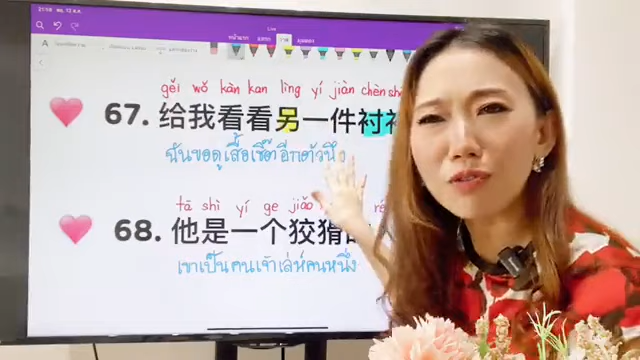 gěi wǒ kàn kan lìng yí jiàn chèn
67. 给我看看另一件衬
ฉันขอดูเสื้อเชิ้ตอีกตัวนึง
tā shì yí ge jiǎo
68. 他是一个狡猾
เขาเป็นคนเจ้าเล่ห์คนหนึ่ง